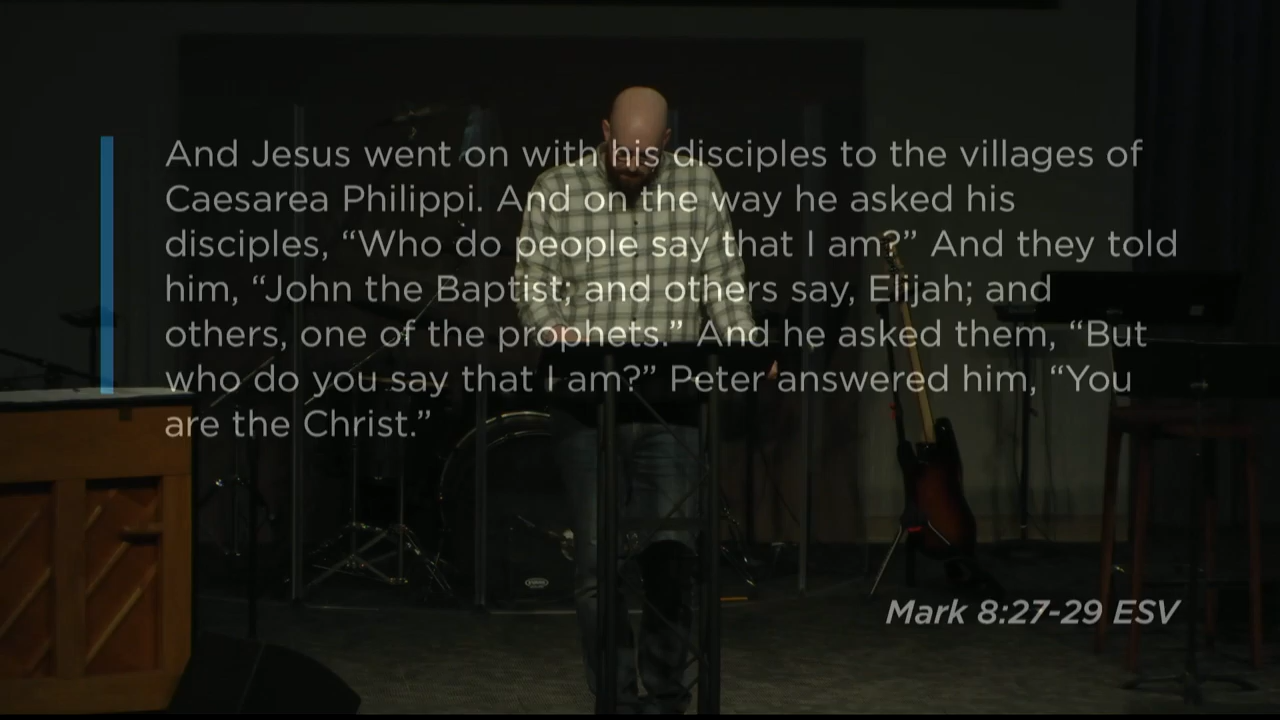 And Jesus went on with his disciples to the villages of
Caesarea Philippi. And on the way he asked his
disciples, “Who do people say that I am?” And they told
him, “John the Baptist; and others say, Elijah; and
others, one of the prophets.” And he asked them, “But
who do you say that I am?” Peter answered him, “You
are the Christ.”
Mark 8:27-29 ESV